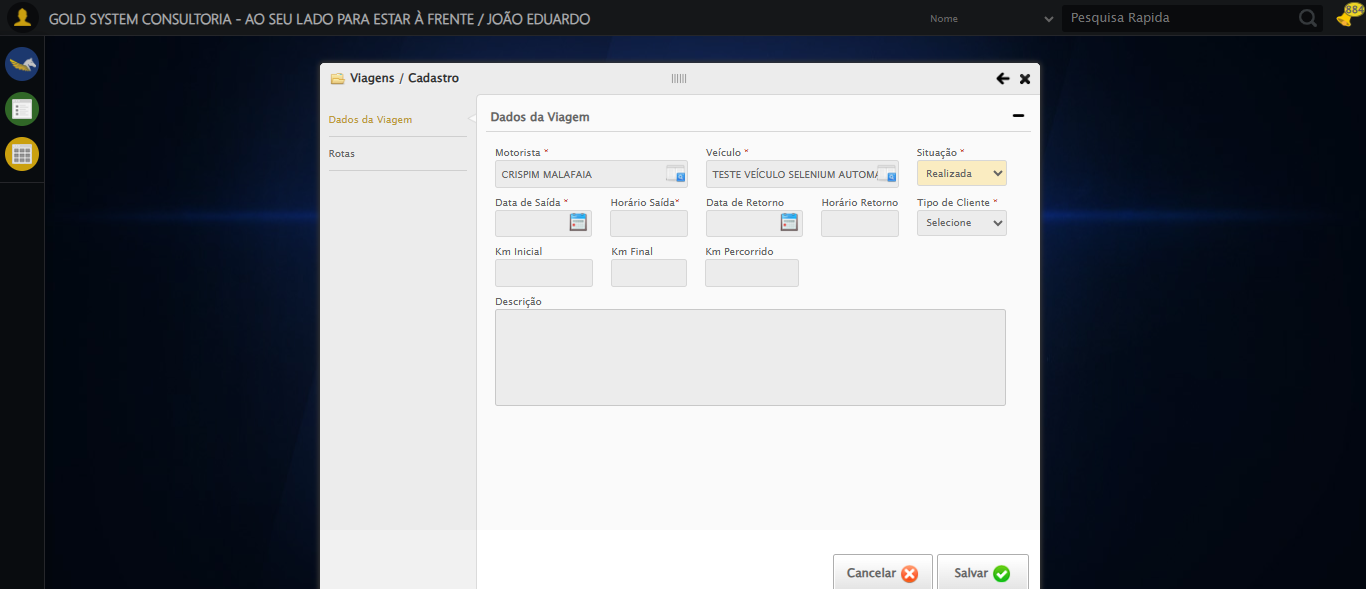 GOLD SYSTEM CONSULTORIA - AO SEU LADO PARA ESTAR À FRENTE / JOÃO EDUARDO
Nome
Pesquisa Rapida
884
Viagens / Cadastro
Dados da Viagem
Rotas
Dados da Viagem
Motorista * Veículo * Situação *
CRISPIM MALAFAIA TESTE VEÍCULO SELENIUM AUTOMA Realizada
Data de Saída * Horário Saída* Data de Retorno Horário Retorno Tipo de Cliente *
Selecione
Km Inicial Km Final Km Percorrido
Descrição
Cancelar Salvar